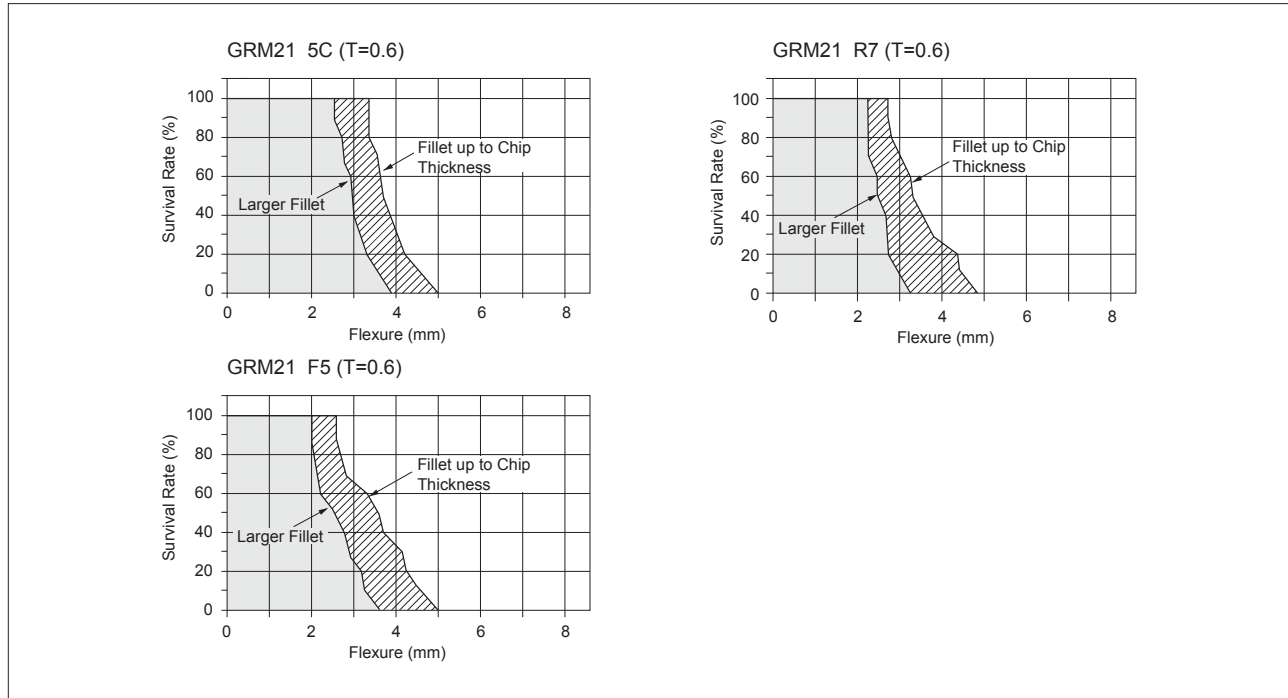 GRM21 5C (T=0.6)
Survival Rate (%)
100
80
60
40
20
0
Fillet up to Chip
Thickness
Larger Fillet
0 2 4 6 8
Flexure (mm)
GRM21 R7 (T=0.6)
Survival Rate (%)
100
80
60
40
20
0
Fillet up to Chip
Thickness
Larger Fillet
0 2 4 6 8
Flexure (mm)
GRM21 F5 (T=0.6)
Survival Rate (%)
100
80
60
40
20
0
Fillet up to Chip
Thickness
Larger Fillet
0 2 4 6 8
Flexure (mm)